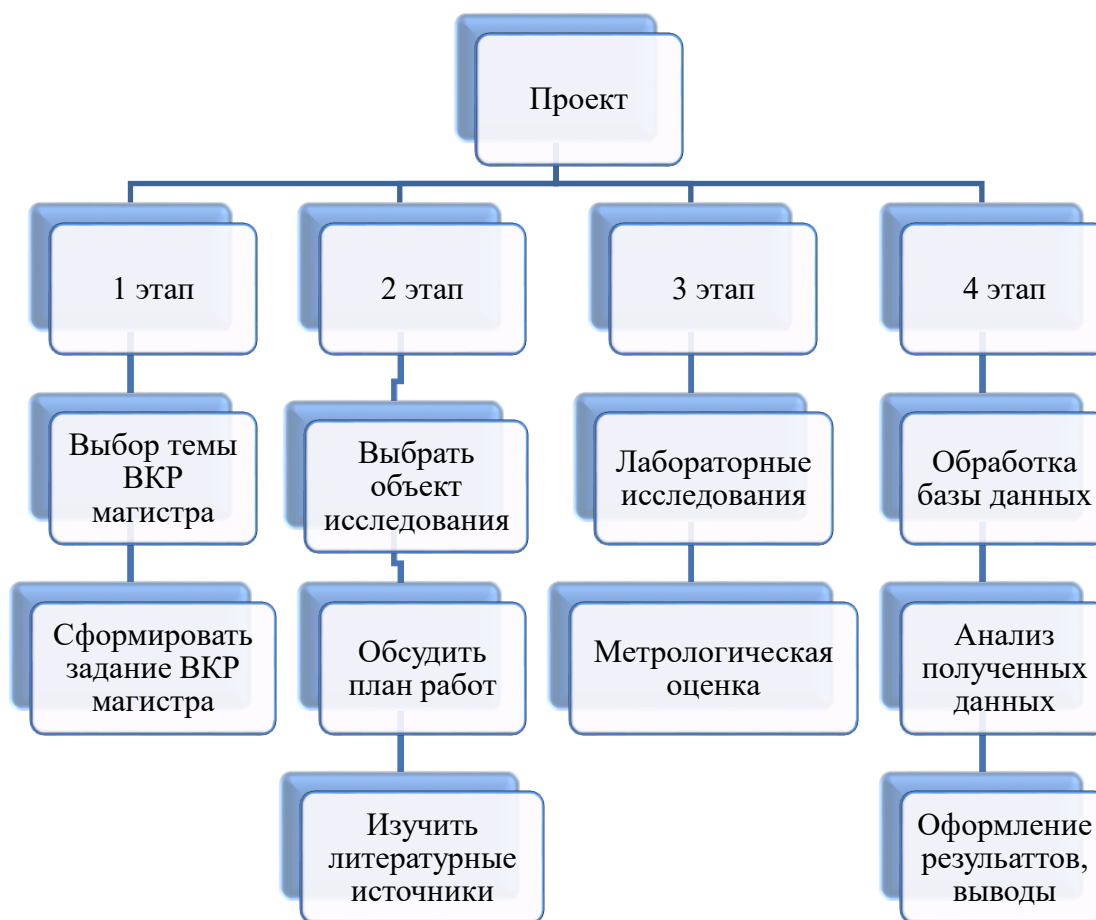 Проект
1 этап
2 этап
3 этап
4 этап
Выбор темы
ВКР
магистра
Выбрать
объект
исследования
Лабораторные
исследования
Обработка
базы данных
Сформировать
задание ВКР
магистра
Обсудить
план работ
Метрологическая
оценка
Анализ
полученных
данных
Изучить
литературные
источники
Оформление
резульаттов,
выводы